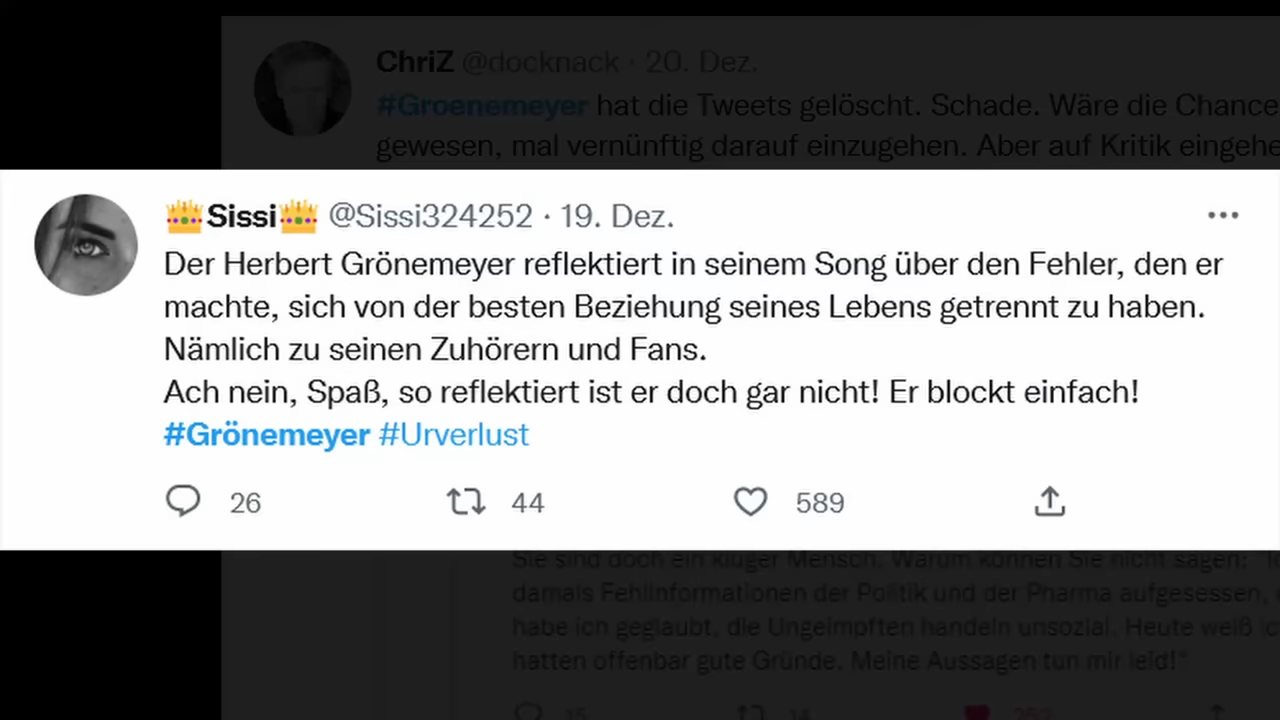 ChriZ @docknack · 20. Dez.
#Groenemeyer hat die Tweets gelöscht. Schade. Wäre die Chance
gewesen, mal vernünftig darauf einzugehen. Aber auf Kritik eingehe
👑Sissi👑 @Sissi324252 · 19. Dez.
Der Herbert Grönemeyer reflektiert in seinem Song über den Fehler, den er
machte, sich von der besten Beziehung seines Lebens getrennt zu haben.
Nämlich zu seinen Zuhörern und Fans.
Ach nein, Spaß, so reflektiert ist er doch gar nicht! Er blockt einfach!
#Grönemeyer #Urverlust
26 44 589
Sie sind doch ein kluger Mensch. Warum können Sie nicht sagen:
damals Fehlinformationen der Politik und der Pharma aufgesessen,
habe ich geglaubt, die Ungeimpften handeln unsozial. Heute weiß
hatten offenbar gute Gründe. Meine Aussagen tun mir leid!"